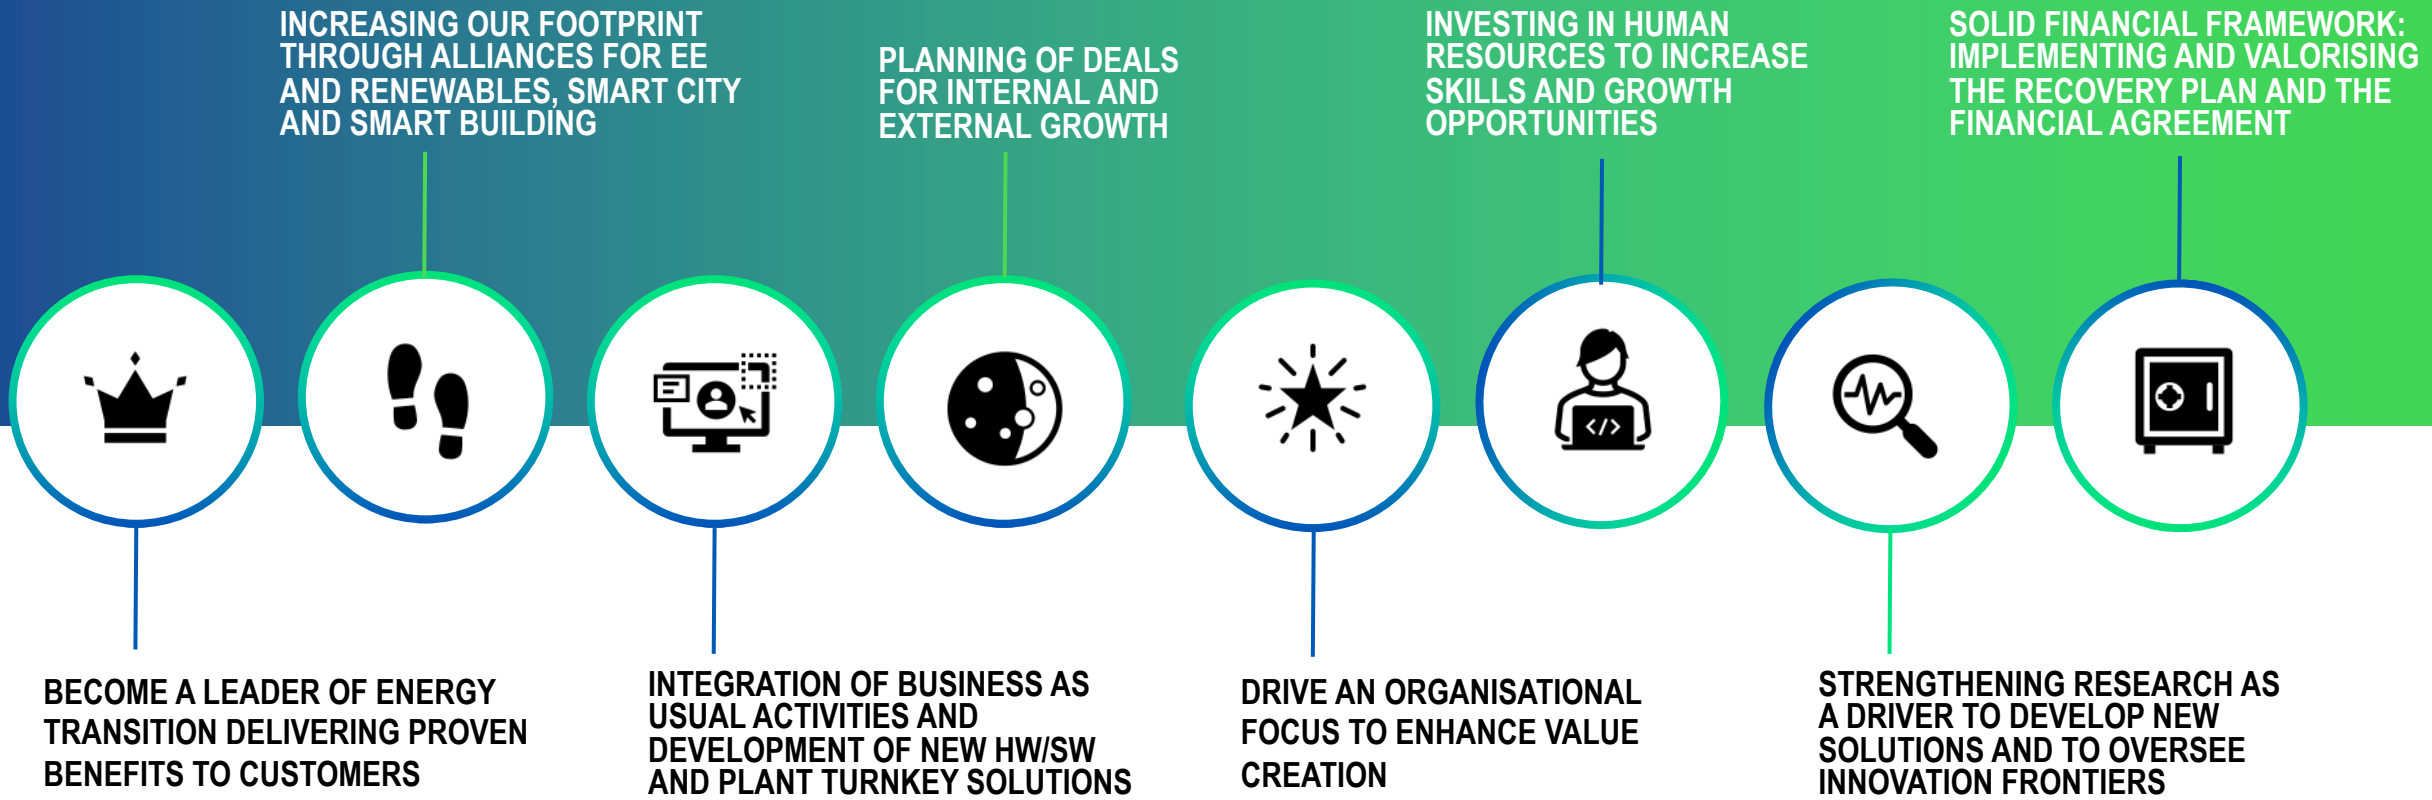 INCREASING OUR FOOTPRINT
THROUGH ALLIANCES FOR EE
AND RENEWABLES, SMART CITY
AND SMART BUILDING
PLANNING OF DEALS
FOR INTERNAL AND
EXTERNAL GROWTH
INVESTING IN HUMAN
RESOURCES TO INCREASE
SKILLS AND GROWTH
OPPORTUNITIES
SOLID FINANCIAL FRAMEWORK:
IMPLEMENTING AND VALORISING
THE RECOVERY PLAN AND THE
FINANCIAL AGREEMENT
</>
BECOME A LEADER OF ENERGY
TRANSITION DELIVERING PROVEN
BENEFITS TO CUSTOMERS
INTEGRATION OF BUSINESS AS
USUAL ACTIVITIES AND
DEVELOPMENT OF NEW HW/SW
AND PLANT TURNKEY SOLUTIONS
DRIVE AN ORGANISATIONAL
FOCUS TO ENHANCE VALUE
CREATION
STRENGTHENING RESEARCH AS
A DRIVER TO DEVELOP NEW
SOLUTIONS AND TO OVERSEE
INNOVATION FRONTIERS